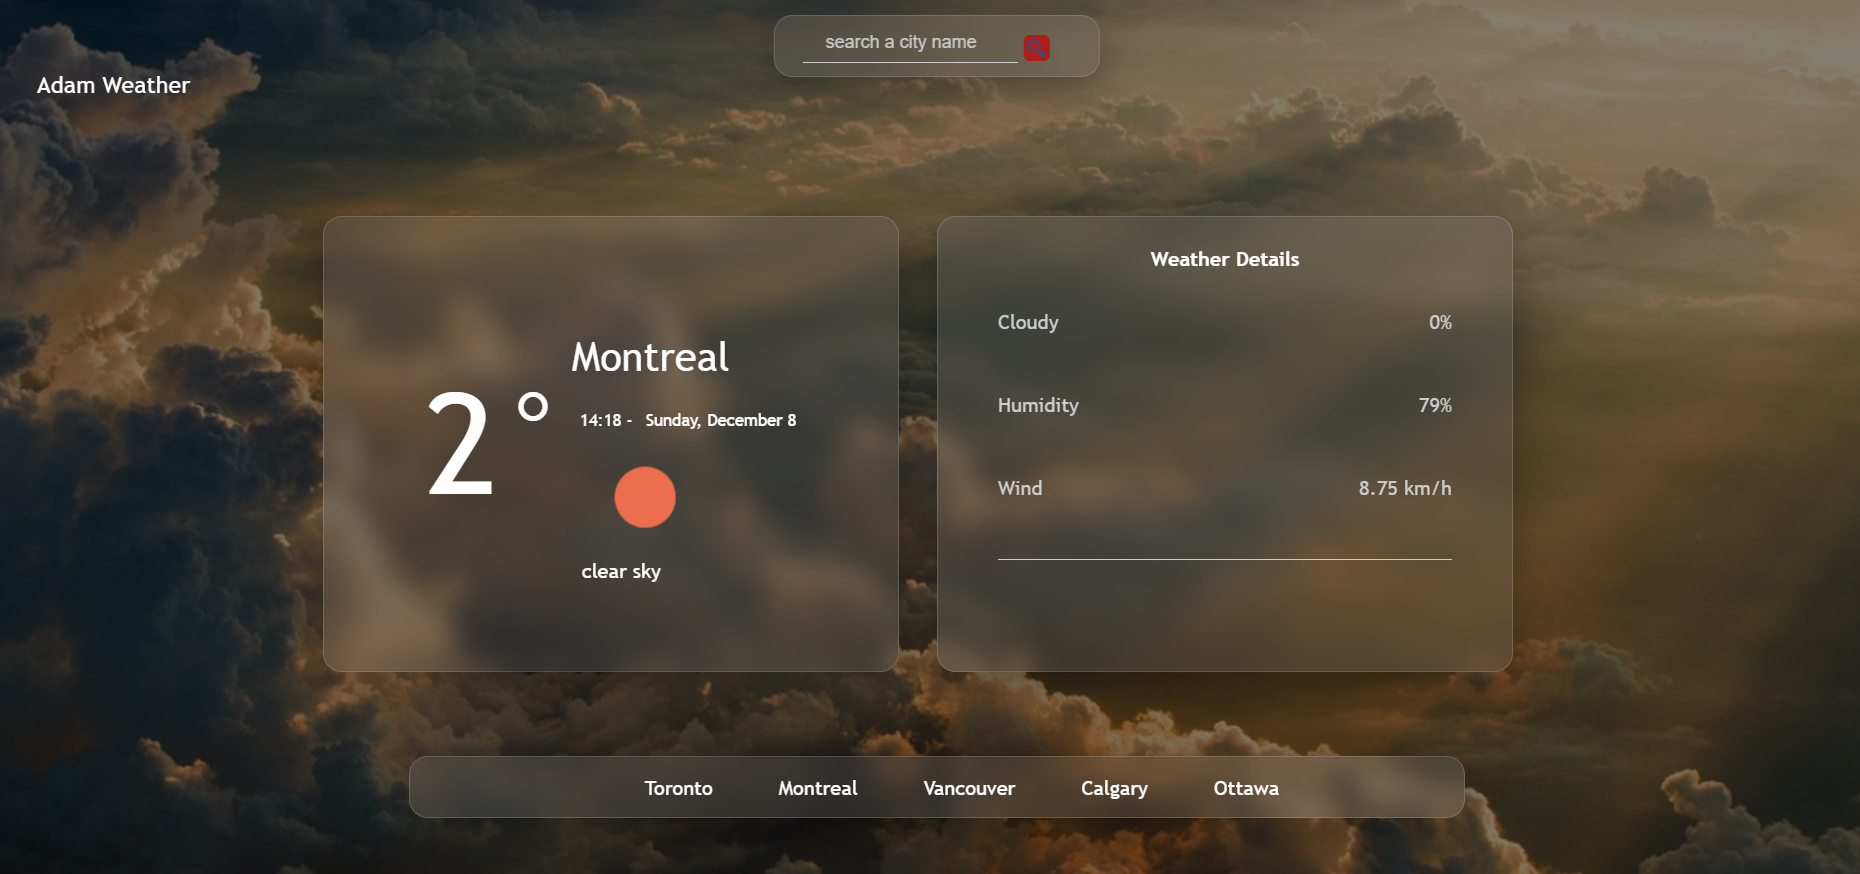 search a city name
Adam Weather
Montreal
2°
14:18 - Sunday, December 8
clear sky
Weather Details
Cloudy 0%
Humidity 79%
Wind 8.75 km/h
Toronto Montreal Vancouver Calgary Ottawa